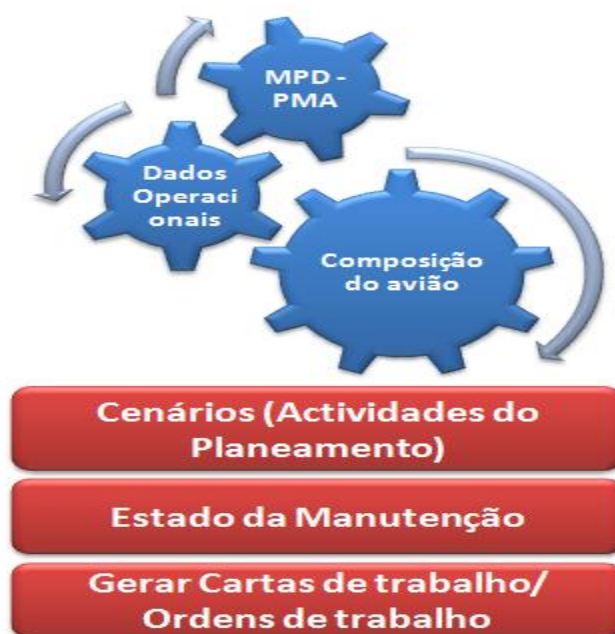 MPD -
PMA
Dados
Operaci
onais
Composição
do avião
Cenários (Actividades do
Planeamento)
Estado da Manutenção
Gerar Cartas de trabalho/
Ordens de trabalho